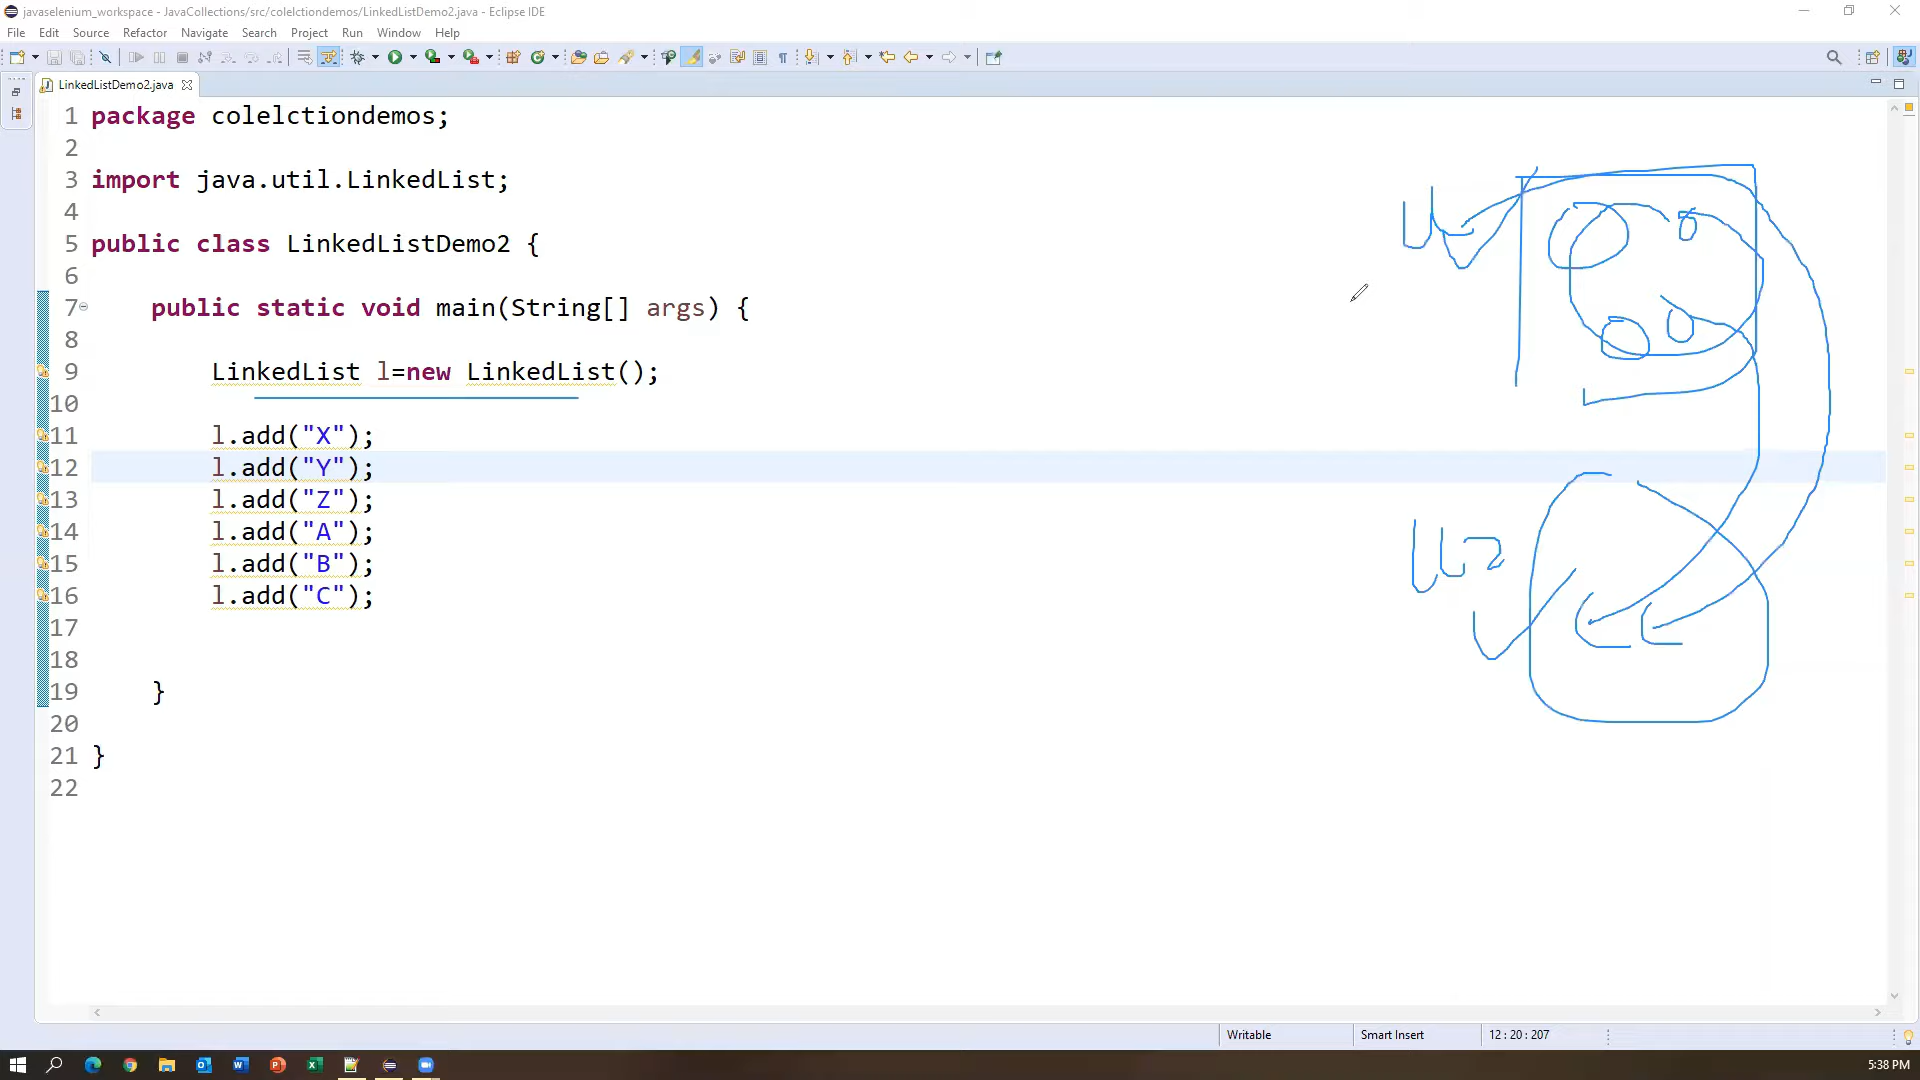 javaselenium_workspace - JavaCollections/src/colelctiondemos/LinkedListDemo2.java - Eclipse IDE
File Edit Source Refactor Navigate Search Project Run Window Help
LinkedListDemo2.java
1 package colelctiondemos;
2
3 import java.util.LinkedList;
4
5 public class LinkedListDemo2 {
6
7 public static void main(String[] args) {
8
9 LinkedList l=new LinkedList();
10
11 l.add("X");
12 l.add("Y");
13 l.add("Z");
14 l.add("A");
15 l.add("B");
16 l.add("C");
17
18
19 }
20
21 }
22
Writable Smart Insert 12 : 20 : 207
5:38 PM